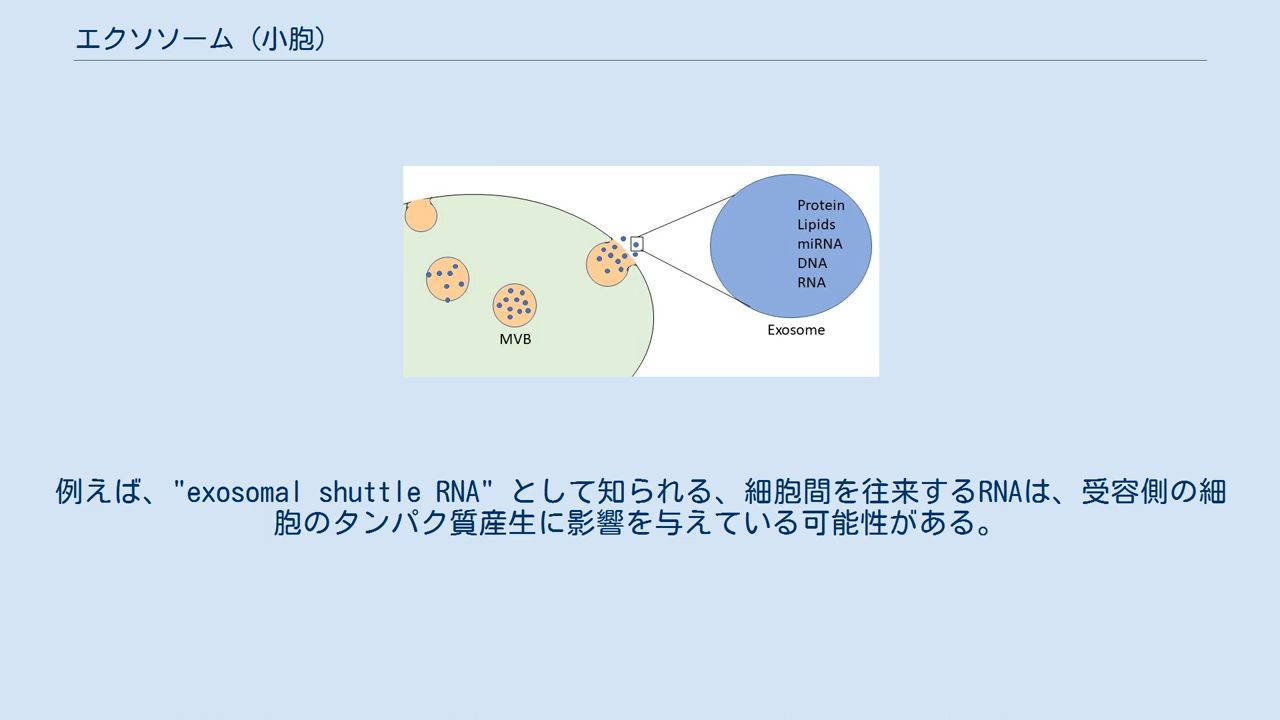 エクソソーム（小胞）
Protein
Lipids
miRNA
DNA
RNA
Exosome
MVB
例えば、"exosomal shuttle RNA" として知られる、細胞間を往来するRNAは、受容側の細
胞のタンパク質産生に影響を与えている可能性がある。